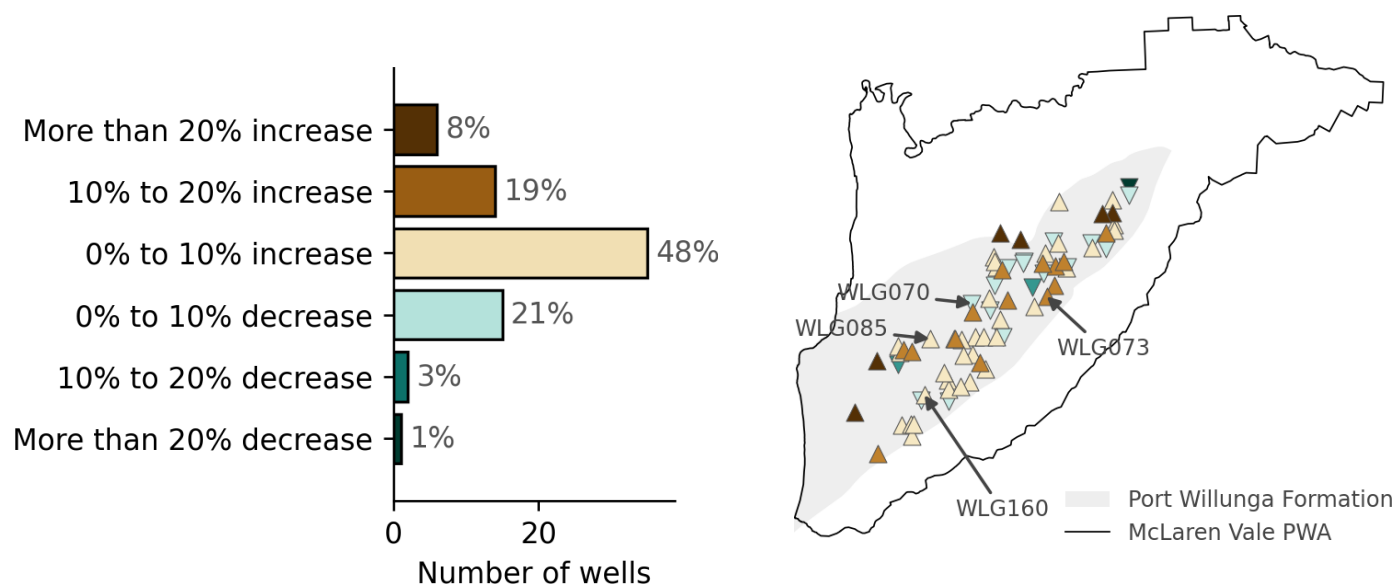 More than 20% increase
8%
10% to 20% increase
19%
0% to 10% increase
48%
0% to 10% decrease
21%
10% to 20% decrease
3%
More than 20% decrease
1%
0
20
Number of wells
WLG070
WLG085
WLG073
WLG160
Port Willunga Formation
McLaren Vale PWA